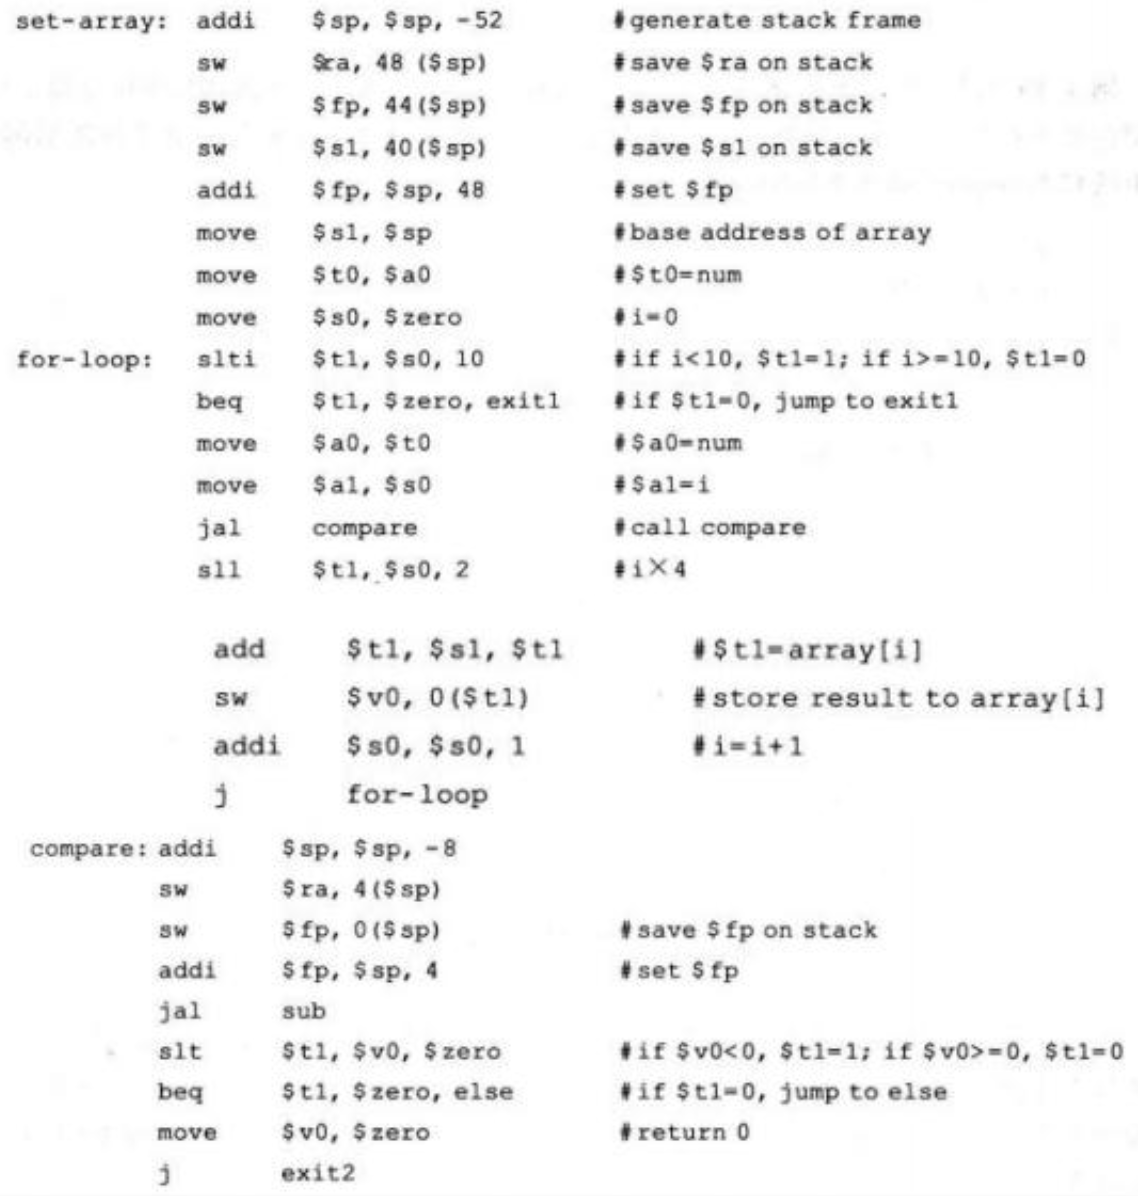 set-array: addi $sp, $sp, -52 #generate stack frame
sw $ra, 48 ($sp) #save $ra on stack
sw $fp, 44($sp) #save $fp on stack
sw $s1, 40($sp) #save $s1 on stack
addi $fp, $sp, 48 #set $fp
move $s1, $sp #base address of array
move $t0, $a0 #$t0=num
move $s0, $zero #i=0
for-loop: slti $t1, $s0, 10 #if i<10, $t1=1; if i>=10, $t1=0
beq $t1, $zero, exit1 #if $t1=0, jump to exit1
move $a0, $t0 #$a0=num
move $a1, $s0 #$a1=i
jal compare #call compare
sll $t1, $s0, 2 #i×4
add $t1, $s1, $t1 #$t1=array[i]
sw $v0, 0($t1) #store result to array[i]
addi $s0, $s0, 1 #i=i+1
j for-loop
compare: addi $sp, $sp, -8
sw $ra, 4($sp)
sw $fp, 0($sp) #save $fp on stack
addi $fp, $sp, 4 #set $fp
jal sub
slt $t1, $v0, $zero #if $v0<0, $t1=1; if $v0>=0, $t1=0
beq $t1, $zero, else #if $t1=0, jump to else
move $v0, $zero #return 0
j exit2